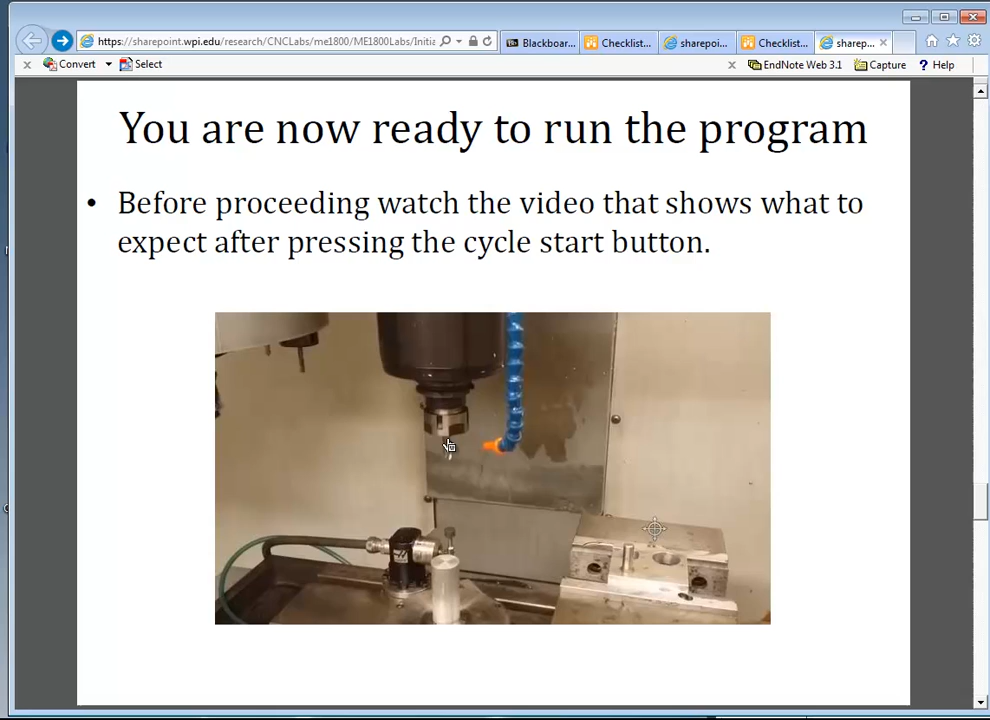 https://sharepoint.wpi.edu/research/CNCLabs/me1800/ME1800Labs/Initia
Blackboar...
Checklist...
sharepoi...
Checklist...
sharep...
Convert
Select
EndNote Web 3.1
Capture
? Help
You are now ready to run the program
• Before proceeding watch the video that shows what to
expect after pressing the cycle start button.